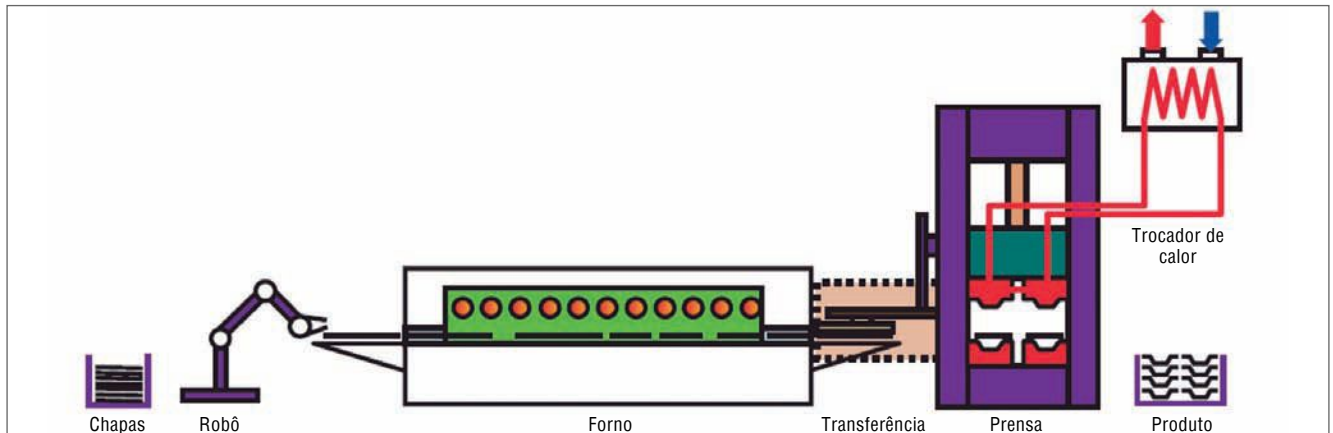 Trocador de
calor
Chapas
Robô
Forno
Transferência
Prensa
Produto